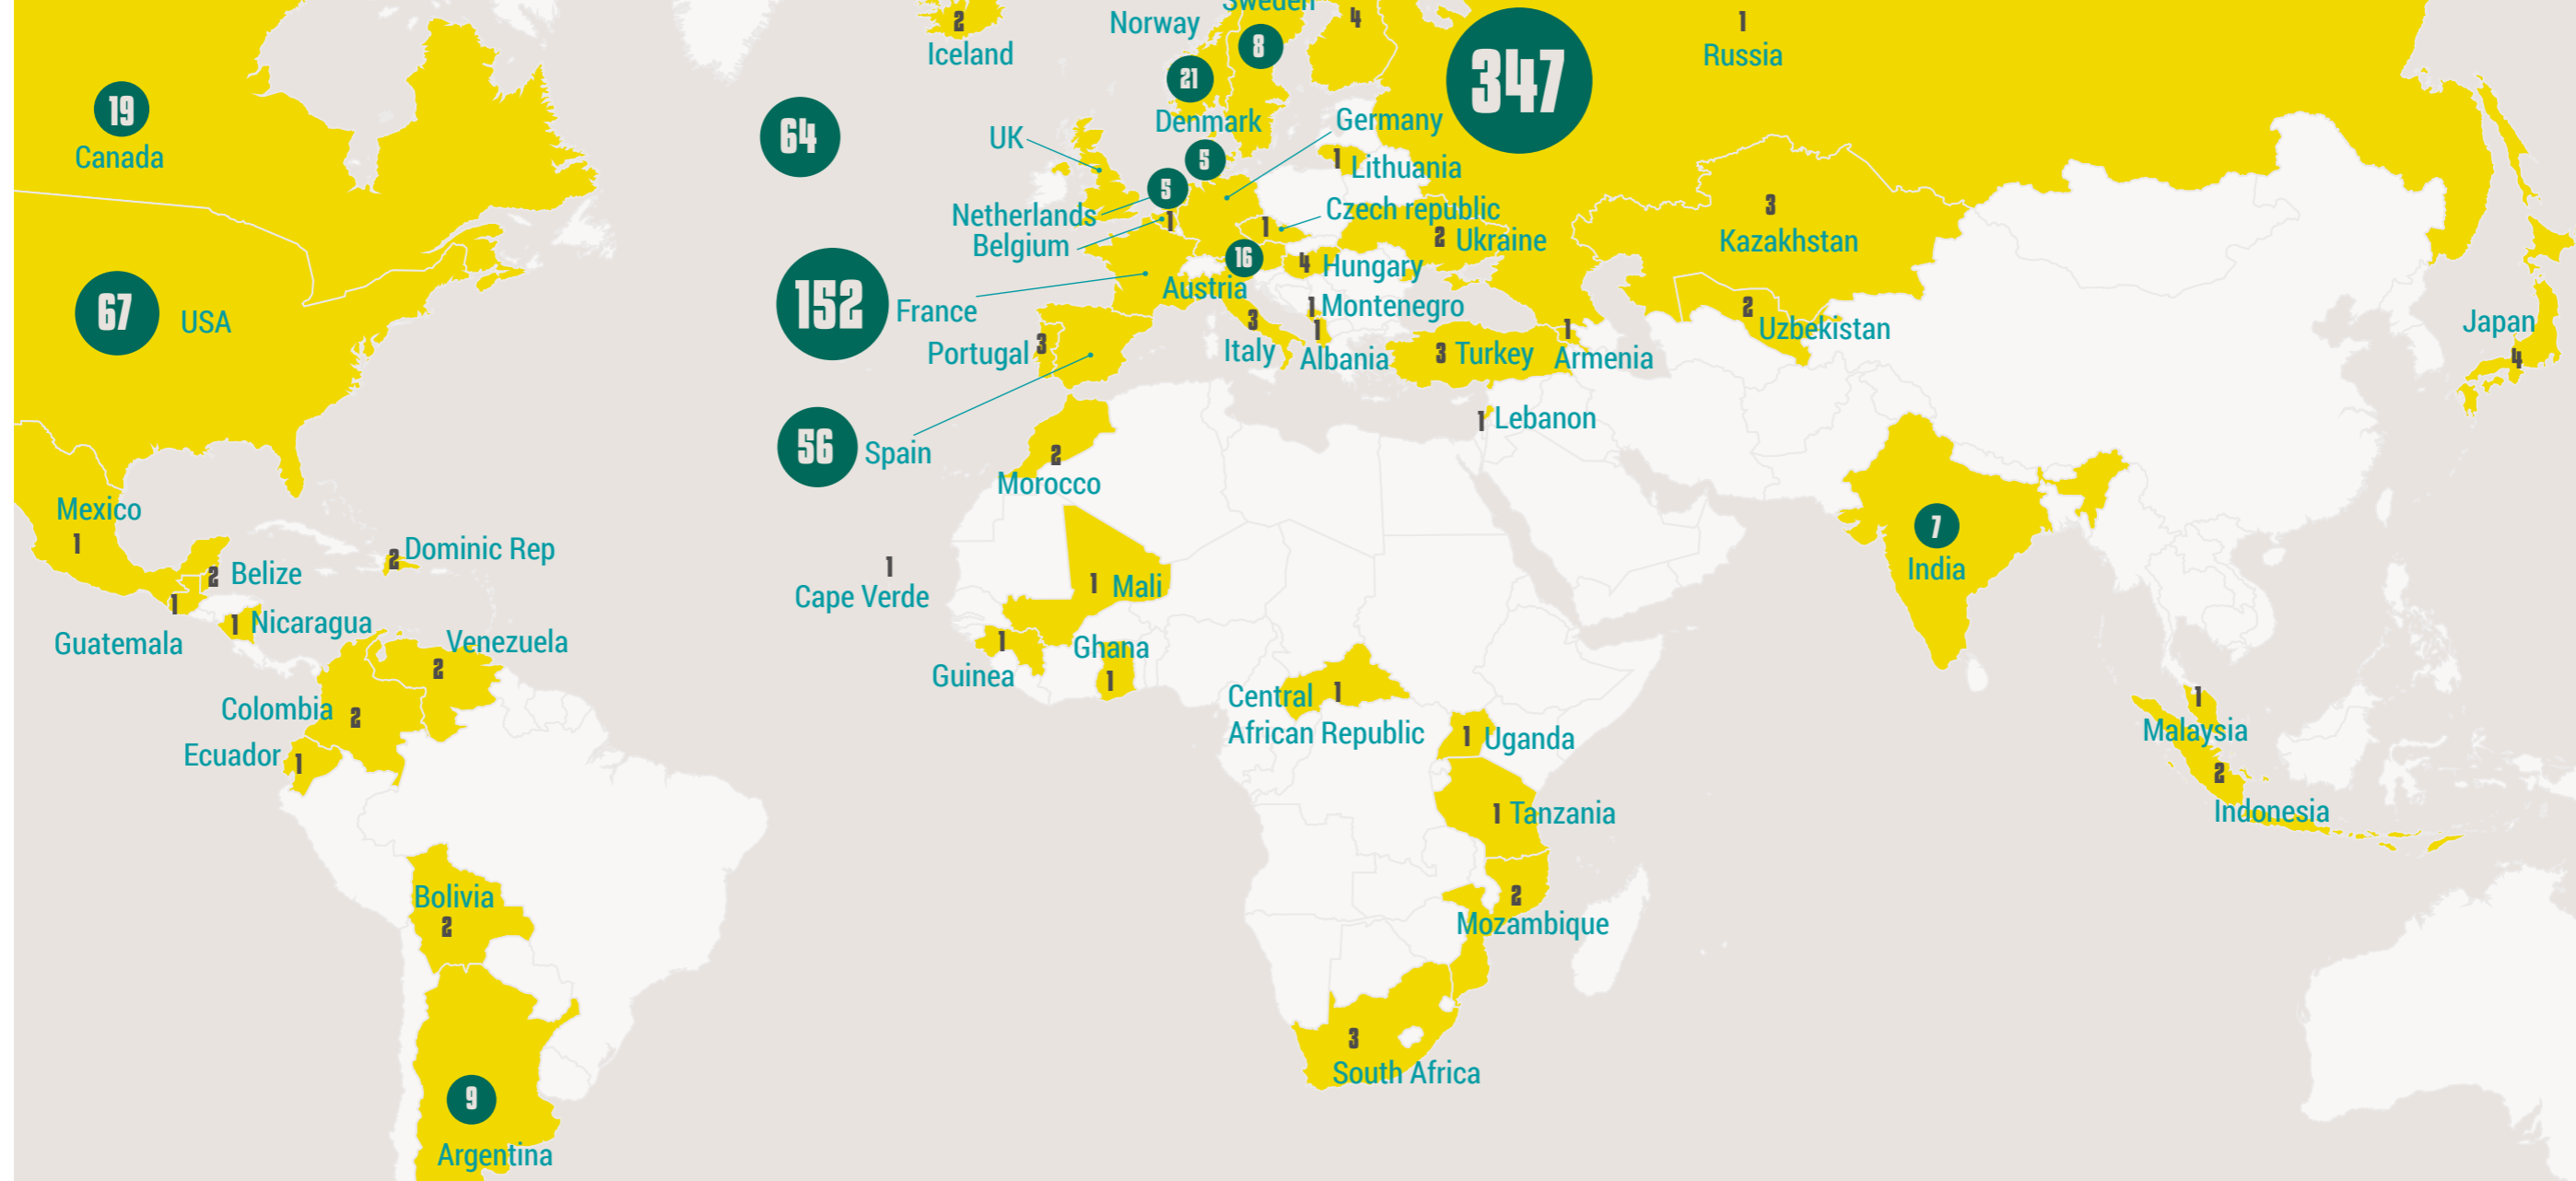 Sweden
Norway
2
Iceland
8
4
1
Russia
347
21
Denmark
19
Canada
64
UK
Germany
5
1
Lithuania
5
Netherlands
1
Belgium
Czech republic
1
3
Kazakhstan
2 Ukraine
16
Austria
4 Hungary
67
USA
152
France
1 Montenegro
2
Uzbekistan
Portugal 3
3
Italy
1
Albania
3 Turkey
1
Armenia
Japan
4
56
Spain
1 Lebanon
2
Morocco
Mexico
1
7
India
2 Dominic Rep
2 Belize
1
Cape Verde
1 Mali
1
Guatemala
1 Nicaragua
Venezuela
2
1
Guinea
Ghana
1
Colombia 2
Central
African Republic
1
1 Uganda
1
Malaysia
Ecuador 1
2
Indonesia
1 Tanzania
Bolivia
2
2
Mozambique
3
South Africa
9
Argentina